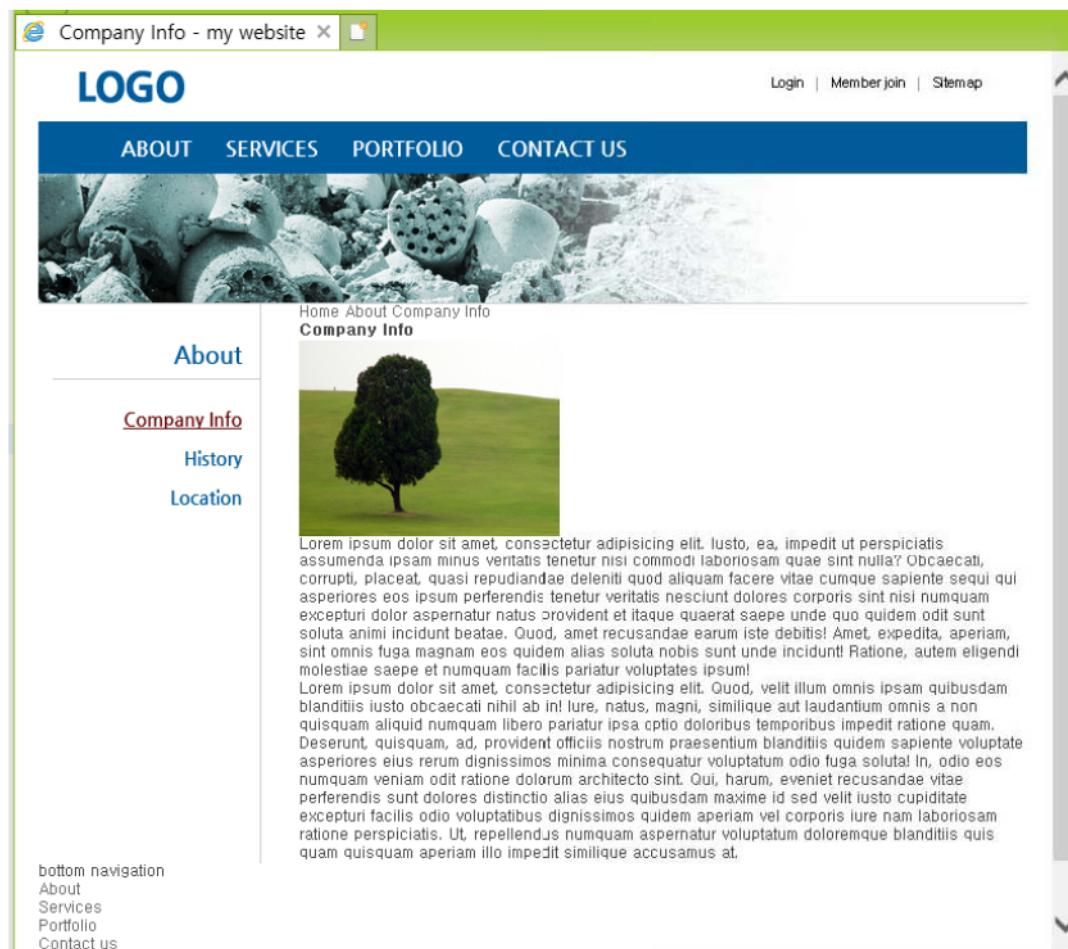 Company Info - my website
LOGO
Login | Member join | Sitemap
ABOUT SERVICES PORTFOLIO CONTACT US
Home About Company Info
Company Info
About
Company Info
History
Location
Lorem ipsum dolor sit amet, consectetur adipisicing elit. Iusto, ea, impedit ut perspiciatis
assumenda ipsam minus veritatis tenetur nisi commodi laboriosam quae sint nulla? Obcaecati,
corrupti, placeat, quasi repudiandae deleniti quod aliquam facere vitae cumque sapiente sequi qui
asperiores eos ipsum perferendis tenetur veritatis nesciunt dolores corporis sint nisi numquam
excepturi dolor aspernatur natus provident et itaque quaerat saepe unde quo quidem odit sunt
soluta animi incidunt beatae. Quod, amet recusandae earum iste debitis! Amet, expedita, aperiam,
sint omnis fuga magnam eos quidem alias soluta nobis sunt unde incidunt! Ratione, autem eligendi
molestiae saepe et numquam facilis pariatur voluptates ipsum!
Lorem ipsum dolor sit amet, consectetur adipisicing elit. Quod, velit illum omnis ipsam quibusdam
blanditiis iusto obcaecati nihil ab in! Iure, natus, magni, similique aut laudantium omnis a non
quisquam aliquid numquam libero pariatur ipsa optio doloribus temporibus impedit ratione quam.
Deserunt, quisquam, ad, provident officiis nostrum praesentium blanditiis quidem sapiente voluptate
asperiores eius rerum dignissimos minima consequatur voluptatum odio fuga soluta! In, odio eos
numquam veniam odit ratione dolorum architecto sint. Qui, harum, eveniet recusandae vitae
perferendis sunt dolores distinctio alias eius quibusdam maxime id sed velit iusto cupiditate
excepturi facilis odio voluptatibus dignissimos quidem aperiam vel corporis iure nam laboriosam
ratione perspiciatis. Ut, repellendus numquam aspernatur voluptatum doloremque blanditiis quis
quam quisquam aperiam illo impedit similique accusamus at.
bottom navigation
About
Services
Portfolio
Contact us